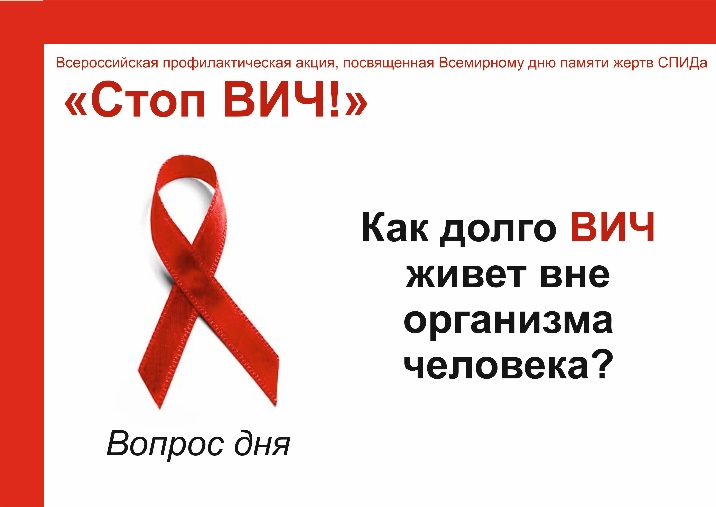 Всероссийская профилактическая акция, посвященная Всемирному дню памяти жертв СПИДа
«Стоп ВИЧ!»
Как долго ВИЧ
живет вне
организма
человека?
Вопрос дня